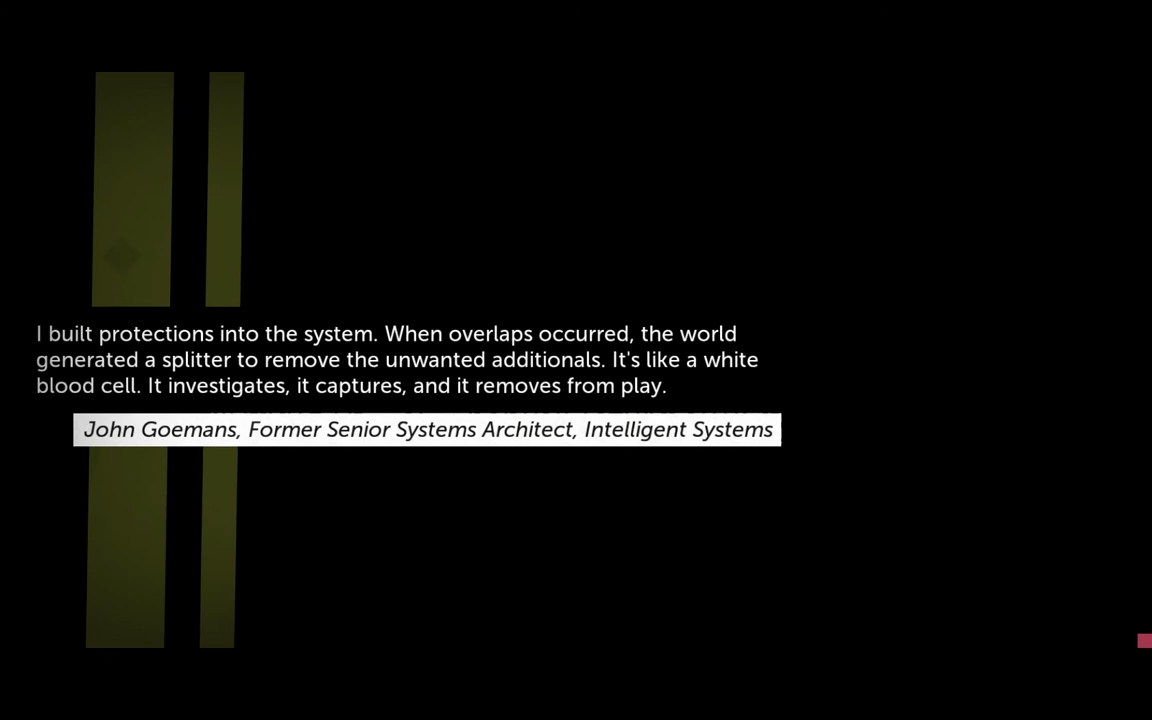 I built protections into the system. When overlaps occurred, the world
generated a splitter to remove the unwanted additionals. It's like a white
blood cell. It investigates, it captures, and it removes from play.
John Goemans, Former Senior Systems Architect, Intelligent Systems